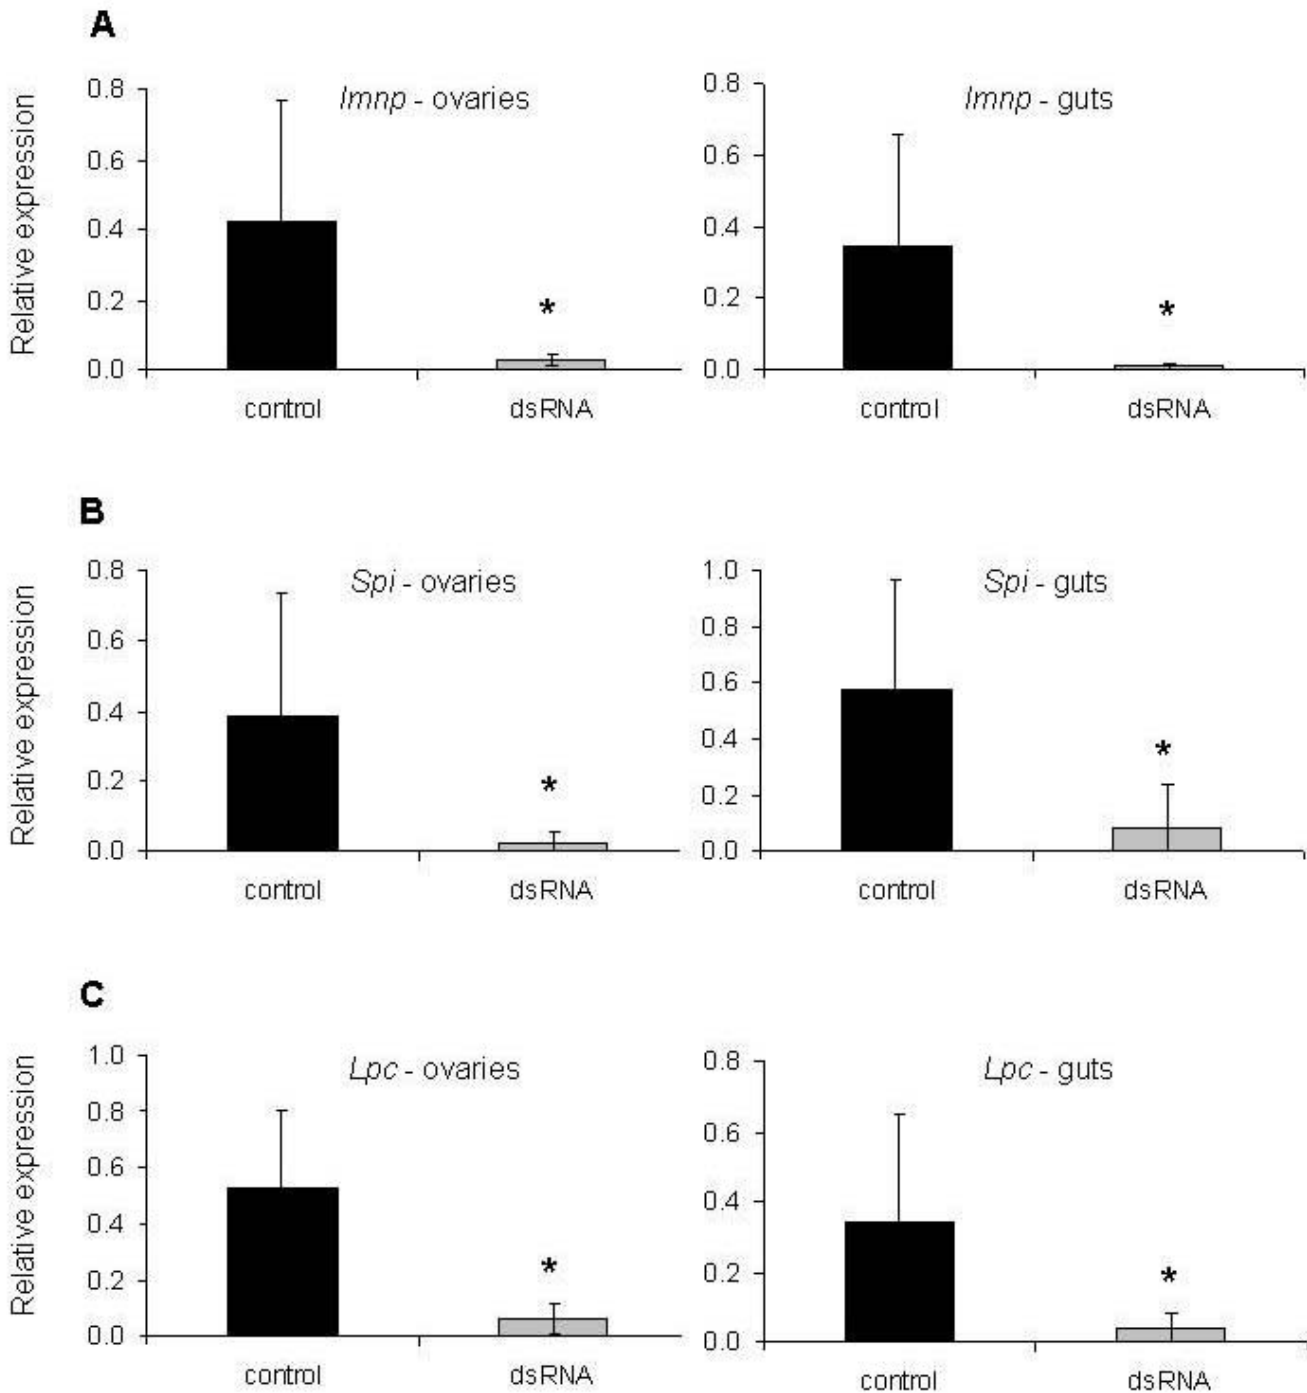 A
Imnp - ovaries
Relative expression
0.8
0.6
0.4
0.2
0.0
control dsRNA
*
Imnp - guts
0.8
0.6
0.4
0.2
0.0
control dsRNA
*
B
Spi - ovaries
Relative expression
0.8
0.6
0.4
0.2
0.0
control dsRNA
*
Spi - guts
1.0
0.8
0.6
0.4
0.2
0.0
control dsRNA
*
C
Lpc - ovaries
Relative expression
1.0
0.8
0.6
0.4
0.2
0.0
control dsRNA
*
Lpc - guts
0.8
0.6
0.4
0.2
0.0
control dsRNA
*